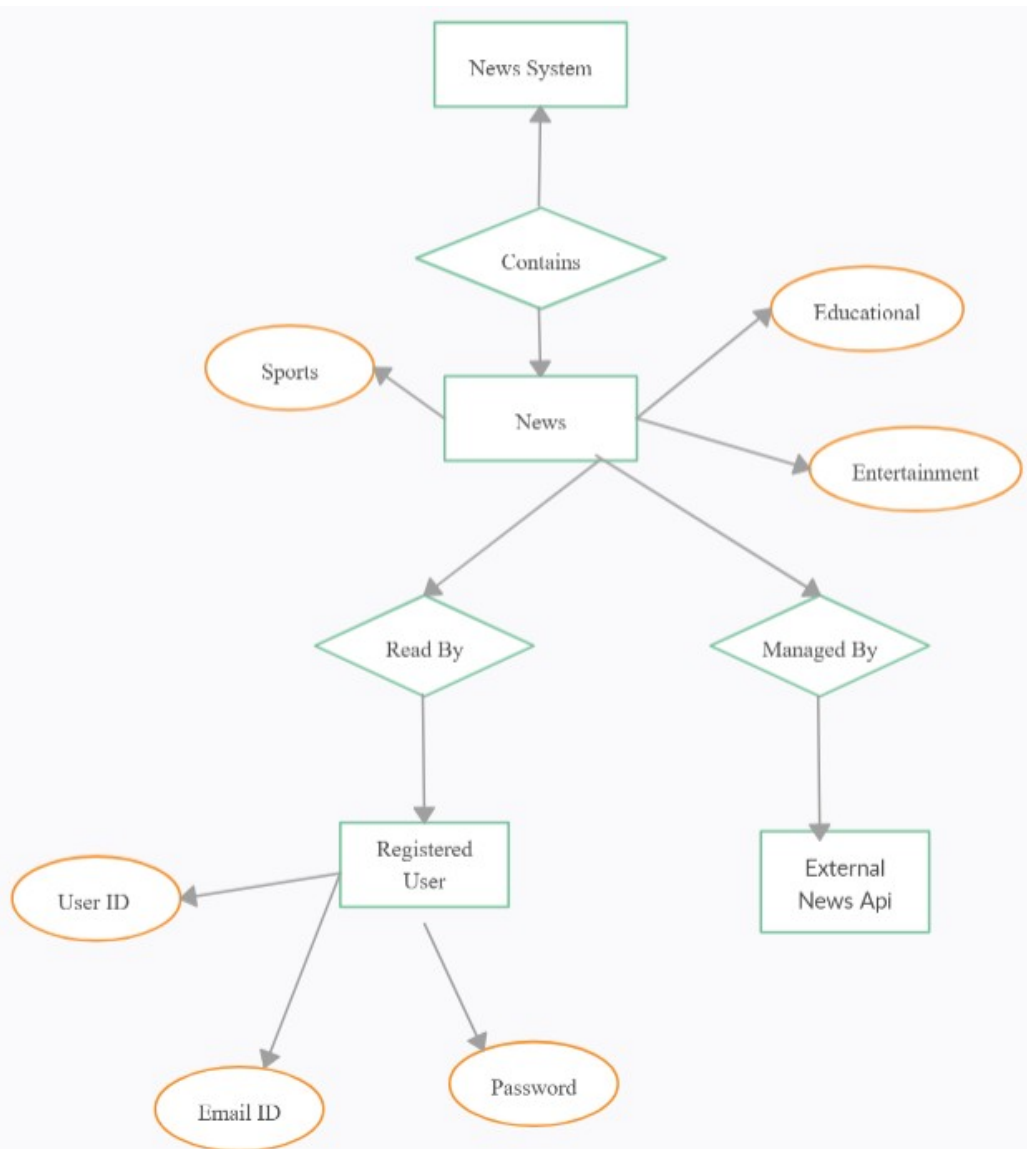 News System
Contains
Educational
Sports
News
Entertainment
Read By
Managed By
Registered
User
External
News Api
User ID
Email ID
Password